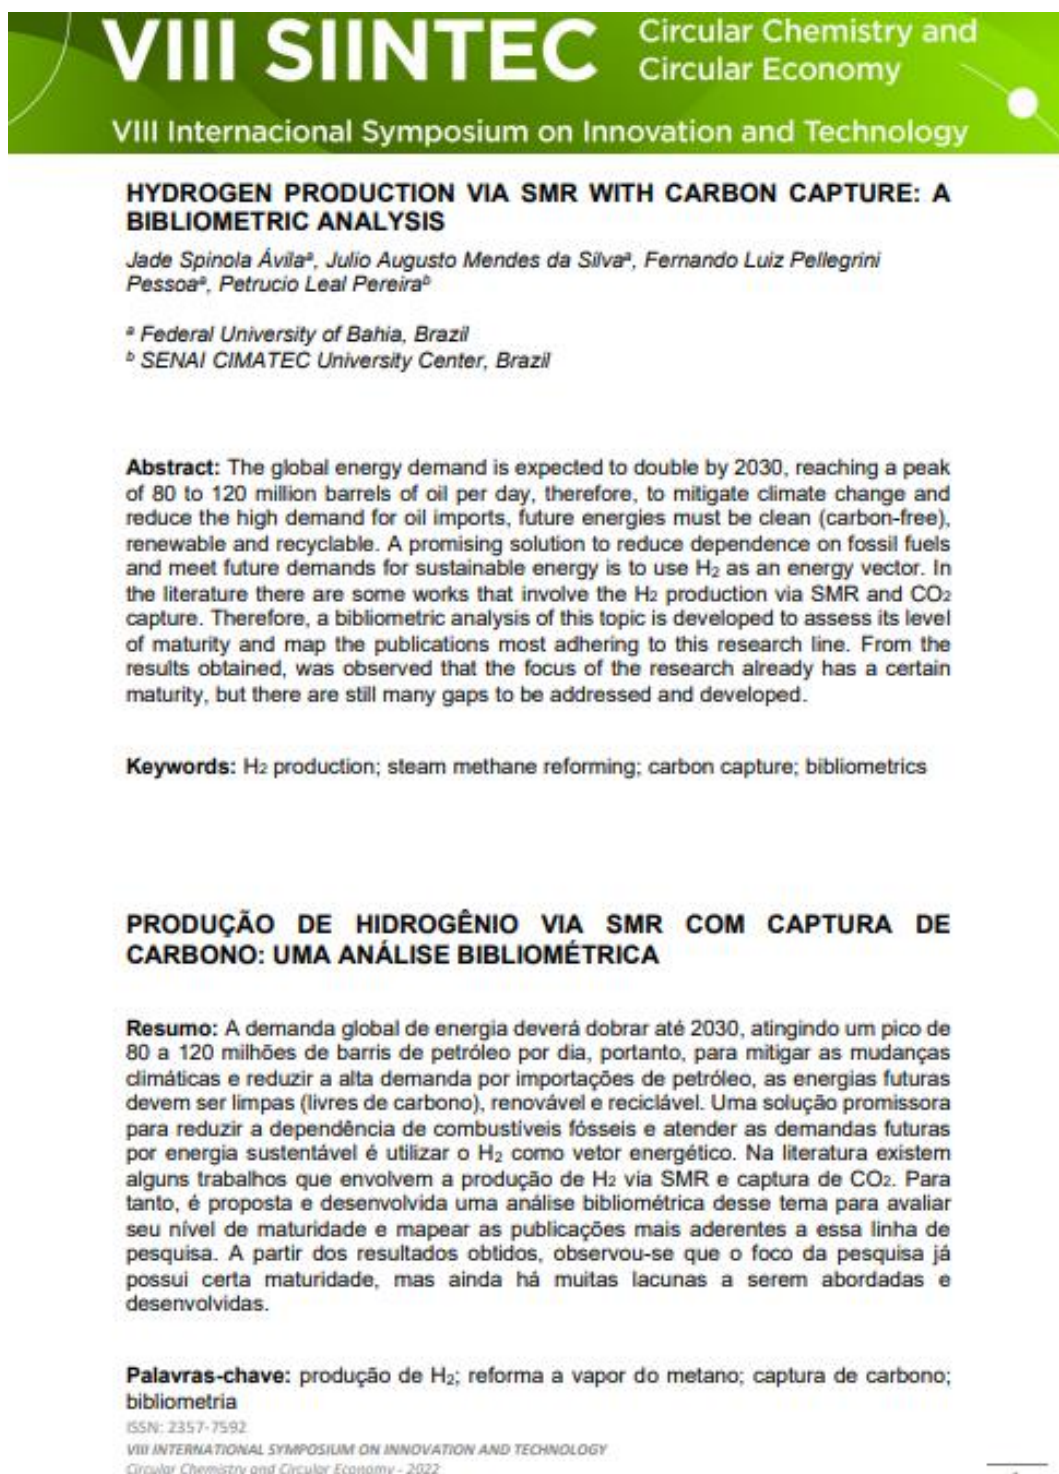 VIII SIINTEC
Circular Chemistry and
Circular Economy
VIII Internacional Symposium on Innovation and Technology
HYDROGEN PRODUCTION VIA SMR WITH CARBON CAPTURE: A
BIBLIOMETRIC ANALYSIS
Jade Spinola Ávilaª, Julio Augusto Mendes da Silvaª, Fernando Luiz Pellegrini
Pessoaª, Petrucio Leal Pereiraᵇ
ª Federal University of Bahia, Brazil
ᵇ SENAI CIMATEC University Center, Brazil
Abstract: The global energy demand is expected to double by 2030, reaching a peak
of 80 to 120 million barrels of oil per day, therefore, to mitigate climate change and
reduce the high demand for oil imports, future energies must be clean (carbon-free),
renewable and recyclable. A promising solution to reduce dependence on fossil fuels
and meet future demands for sustainable energy is to use H₂ as an energy vector. In
the literature there are some works that involve the H₂ production via SMR and CO₂
capture. Therefore, a bibliometric analysis of this topic is developed to assess its level
of maturity and map the publications most adhering to this research line. From the
results obtained, was observed that the focus of the research already has a certain
maturity, but there are still many gaps to be addressed and developed.
Keywords: H₂ production; steam methane reforming; carbon capture; bibliometrics
PRODUÇÃO DE HIDROGÊNIO VIA SMR COM CAPTURA DE
CARBONO: UMA ANÁLISE BIBLIOMÉTRICA
Resumo: A demanda global de energia deverá dobrar até 2030, atingindo um pico de
80 a 120 milhões de barris de petróleo por dia, portanto, para mitigar as mudanças
climáticas e reduzir a alta demanda por importações de petróleo, as energias futuras
devem ser limpas (livres de carbono), renovável e reciclável. Uma solução promissora
para reduzir a dependência de combustíveis fósseis e atender as demandas futuras
por energia sustentável é utilizar o H₂ como vetor energético. Na literatura existem
alguns trabalhos que envolvem a produção de H₂ via SMR e captura de CO₂. Para
tanto, é proposta e desenvolvida uma análise bibliométrica desse tema para avaliar
seu nível de maturidade e mapear as publicações mais aderentes a essa linha de
pesquisa. A partir dos resultados obtidos, observou-se que o foco da pesquisa já
possui certa maturidade, mas ainda há muitas lacunas a serem abordadas e
desenvolvidas.
Palavras-chave: produção de H₂; reforma a vapor do metano; captura de carbono;
bibliometria
ISSN: 2357-7592
VIII INTERNATIONAL SYMPOSIUM ON INNOVATION AND TECHNOLOGY
Circular Chemistry and Circular Economy - 2022